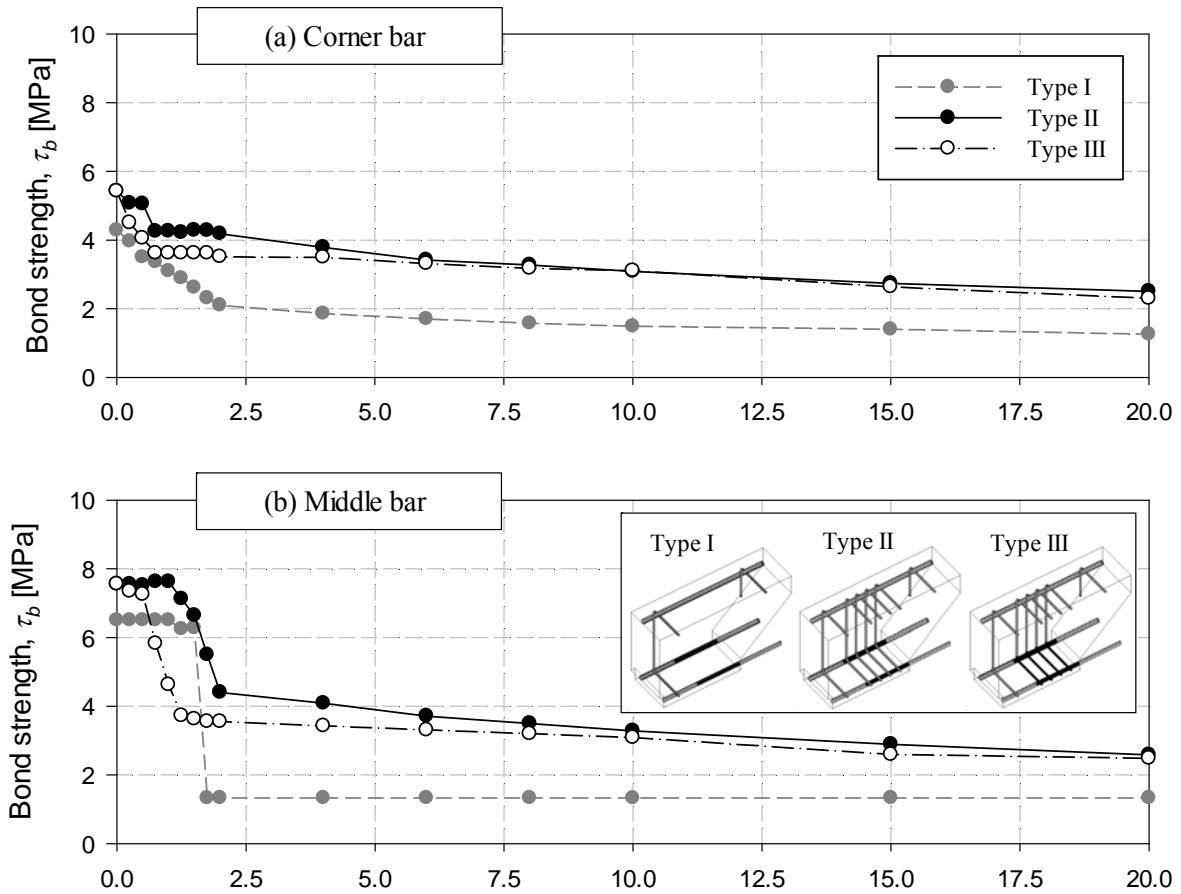 (a) Corner bar
Bond strength, τb [MPa]
10
8
6
4
2
0
Type I
Type II
Type III
0.0 2.5 5.0 7.5 10.0 12.5 15.0 17.5 20.0
(b) Middle bar
Bond strength, τb [MPa]
10
8
6
4
2
0
Type I Type II Type III
0.0 2.5 5.0 7.5 10.0 12.5 15.0 17.5 20.0